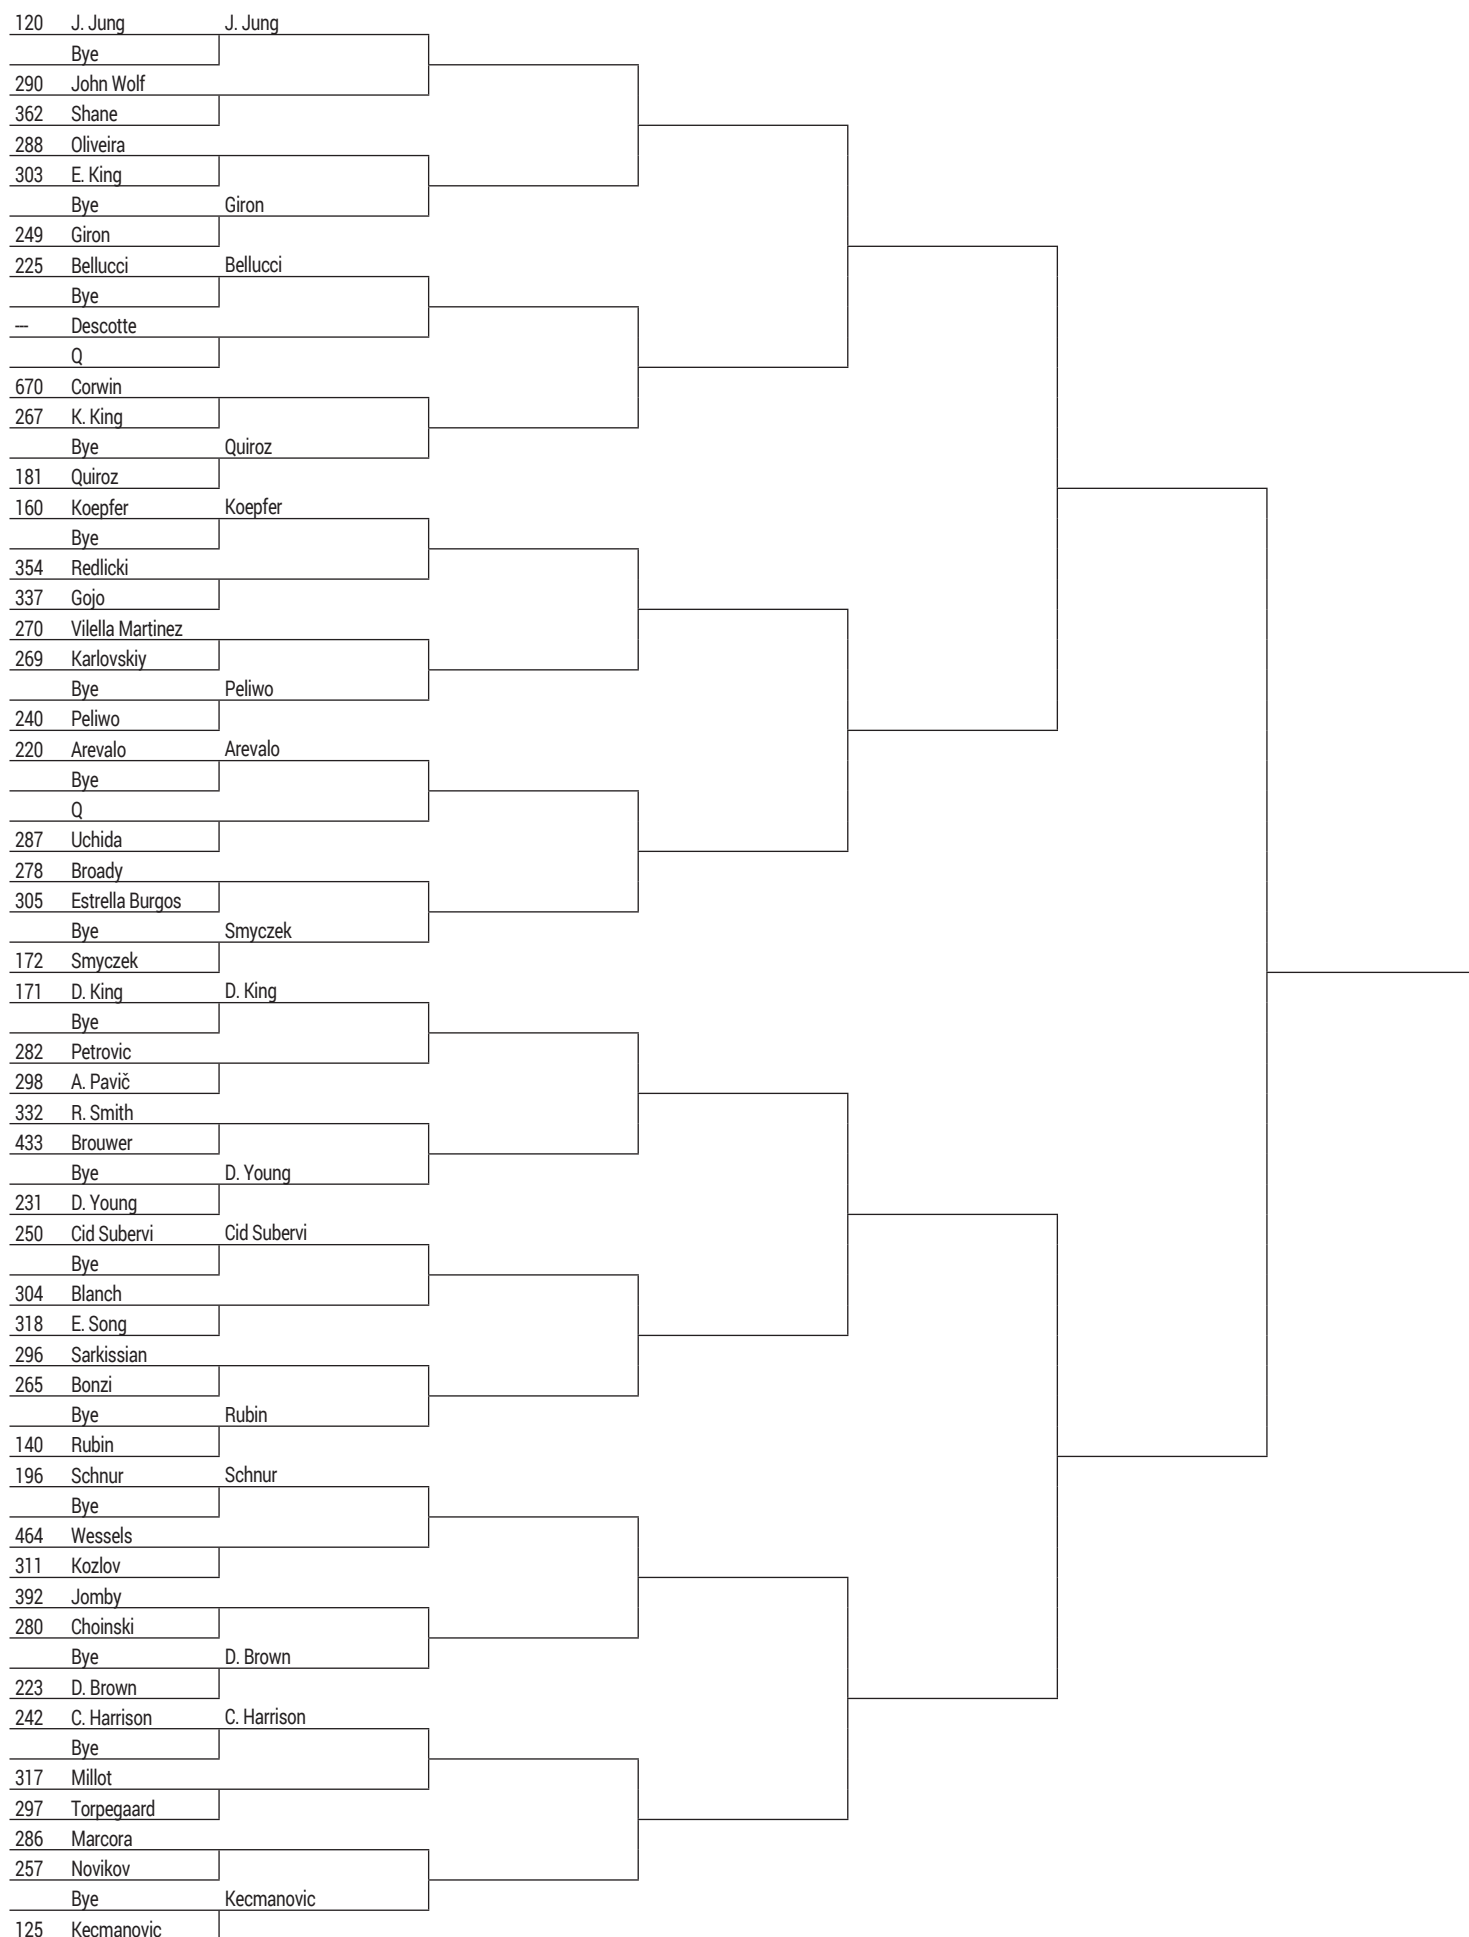 120 J. Jung J. Jung
Bye
290 John Wolf
362 Shane
288 Oliveira
303 E. King
Bye Giron
249 Giron
225 Bellucci Bellucci
Bye
--- Descotte
Q
670 Corwin
267 K. King
Bye Quiroz
181 Quiroz
160 Koepfer Koepfer
Bye
354 Redlicki
337 Gojo
270 Vilella Martinez
269 Karlovskiy
Bye Peliwo
240 Peliwo
220 Arevalo Arevalo
Bye
Q
287 Uchida
278 Broady
305 Estrella Burgos
Bye Smyczek
172 Smyczek
171 D. King D. King
Bye
282 Petrovic
298 A. Pavič
332 R. Smith
433 Brouwer
Bye D. Young
231 D. Young
250 Cid Subervi Cid Subervi
Bye
304 Blanch
318 E. Song
296 Sarkissian
265 Bonzi
Bye Rubin
140 Rubin
196 Schnur Schnur
Bye
464 Wessels
311 Kozlov
392 Jomby
280 Choinski
Bye D. Brown
223 D. Brown
242 C. Harrison C. Harrison
Bye
317 Millot
297 Torpegaard
286 Marcora
257 Novikov
Bye Kecmanovic
125 Kecmanovic